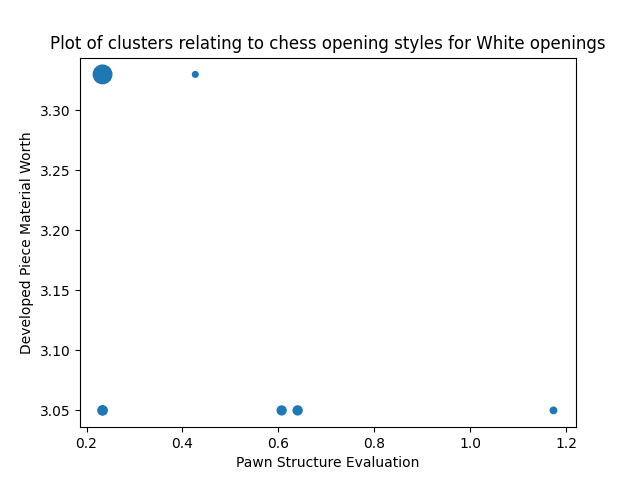 Plot of clusters relating to chess opening styles for White openings
Developed Piece Material Worth
3.30
3.25
3.20
3.15
3.10
3.05
0.2 0.4 0.6 0.8 1.0 1.2
Pawn Structure Evaluation